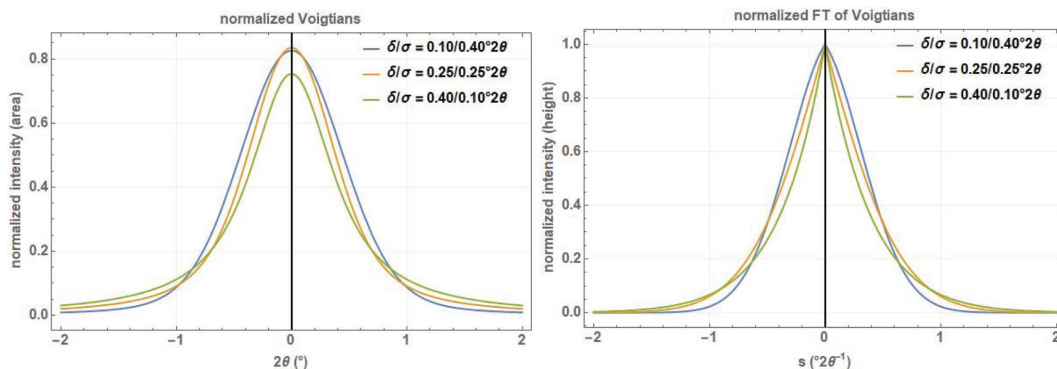 normalized Voigtians
normalized intensity (area)
0.8
0.6
0.4
0.2
0.0
−2
−1
0
1
2
2θ (°)
δ/σ = 0.10/0.40°2θ
δ/σ = 0.25/0.25°2θ
δ/σ = 0.40/0.10°2θ
normalized FT of Voigtians
normalized intensity (height)
1.0
0.8
0.6
0.4
0.2
0.0
−2
−1
0
1
2
s (°2θ⁻¹)
δ/σ = 0.10/0.40°2θ
δ/σ = 0.25/0.25°2θ
δ/σ = 0.40/0.10°2θ